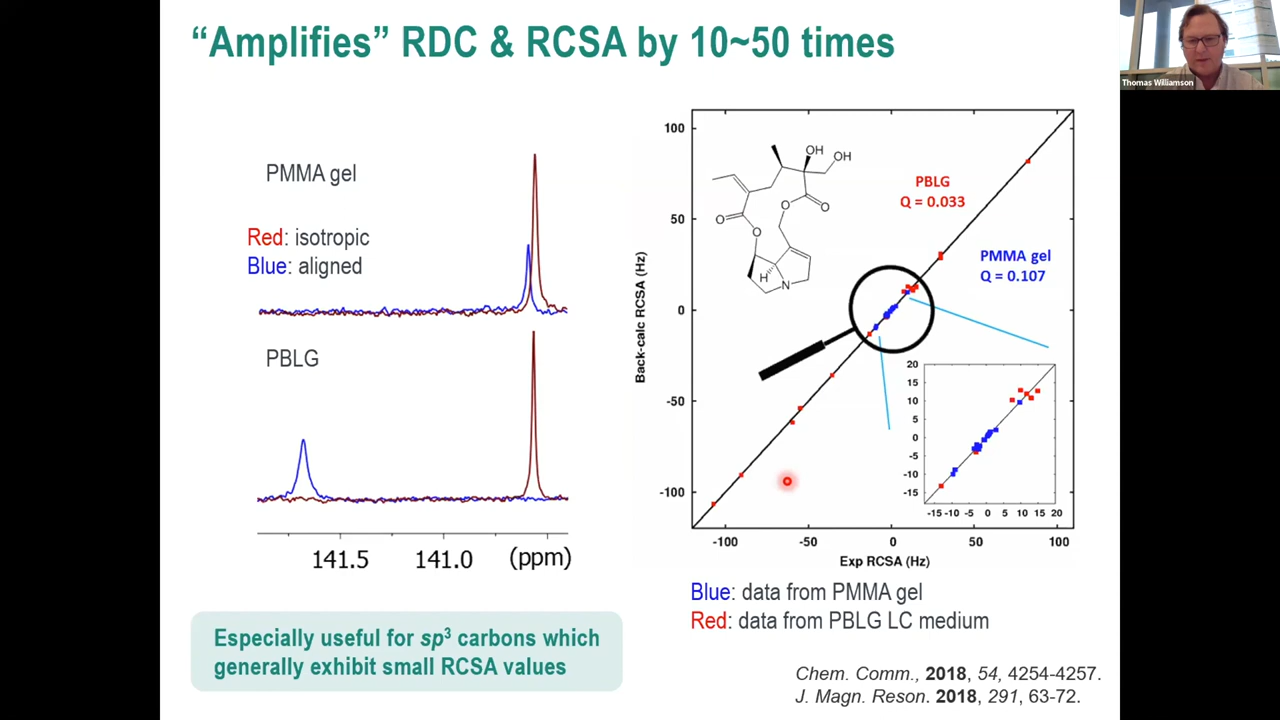 “Amplifies” RDC & RCSA by 10~50 times
Thomas Williamson
PMMA gel
Red: isotropic
Blue: aligned
PBLG
141.5 141.0 (ppm)
Especially useful for sp³ carbons which
generally exhibit small RCSA values
100
50
0
-50
-100
Back-calc RCSA (Hz)
-100 -50 0 50 100
Exp RCSA (Hz)
OH
OH
O
O
O
O
H
N
PBLG
Q = 0.033
PMMA gel
Q = 0.107
20
15
10
5
0
-5
-10
-15
-15 -10 -5 0 5 10 15 20
Blue: data from PMMA gel
Red: data from PBLG LC medium
Chem. Comm., 2018, 54, 4254-4257.
J. Magn. Reson. 2018, 291, 63-72.